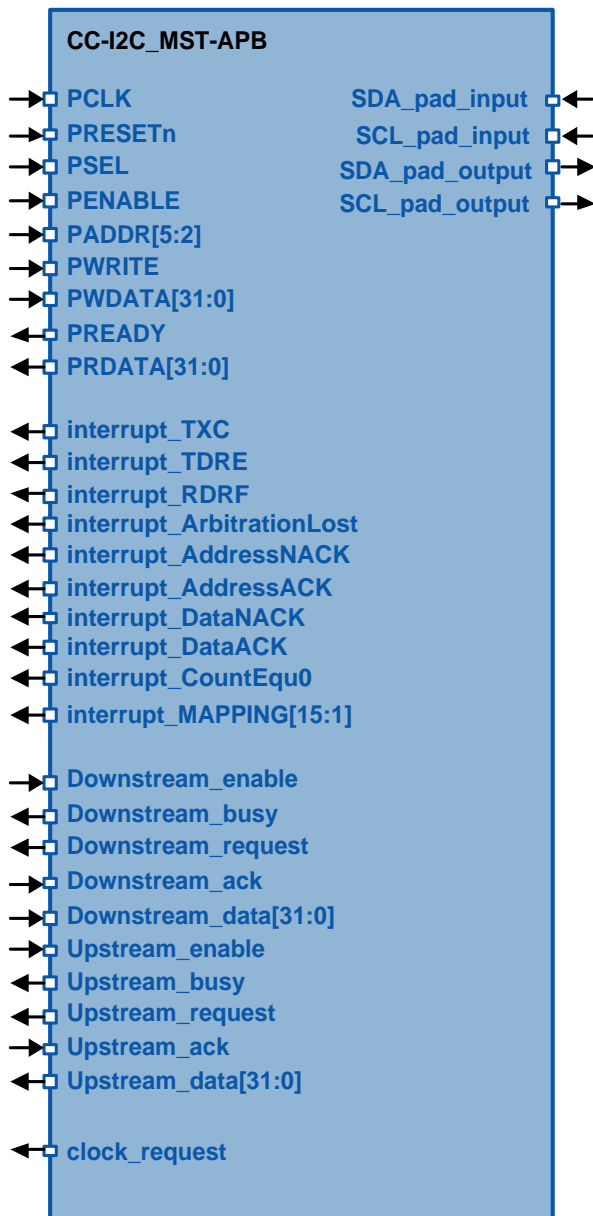 CC-I2C_MST-APB
PCLK
PRESETn
PSEL
PENABLE
PADDR[5:2]
PWRITE
PWDATA[31:0]
PREADY
PRDATA[31:0]
interrupt_TXC
interrupt_TDRE
interrupt_RDRF
interrupt_ArbitrationLost
interrupt_AddressNACK
interrupt_AddressACK
interrupt_DataNACK
interrupt_DataACK
interrupt_CountEqu0
interrupt_MAPPING[15:1]
Downstream_enable
Downstream_busy
Downstream_request
Downstream_ack
Downstream_data[31:0]
Upstream_enable
Upstream_busy
Upstream_request
Upstream_ack
Upstream_data[31:0]
clock_request
SDA_pad_input
SCL_pad_input
SDA_pad_output
SCL_pad_output